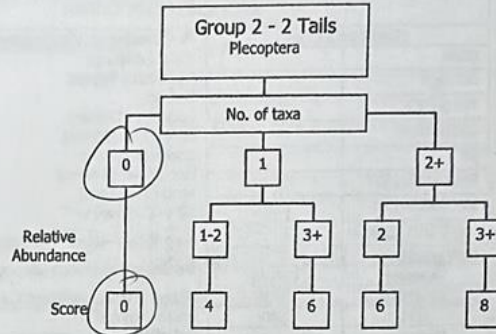 Group 2 - 2 Tails
Plecoptera
No. of taxa
0 1 2+
1-2 3+ 2 3+
Relative
Abundance
Score 0 4 6 6 8